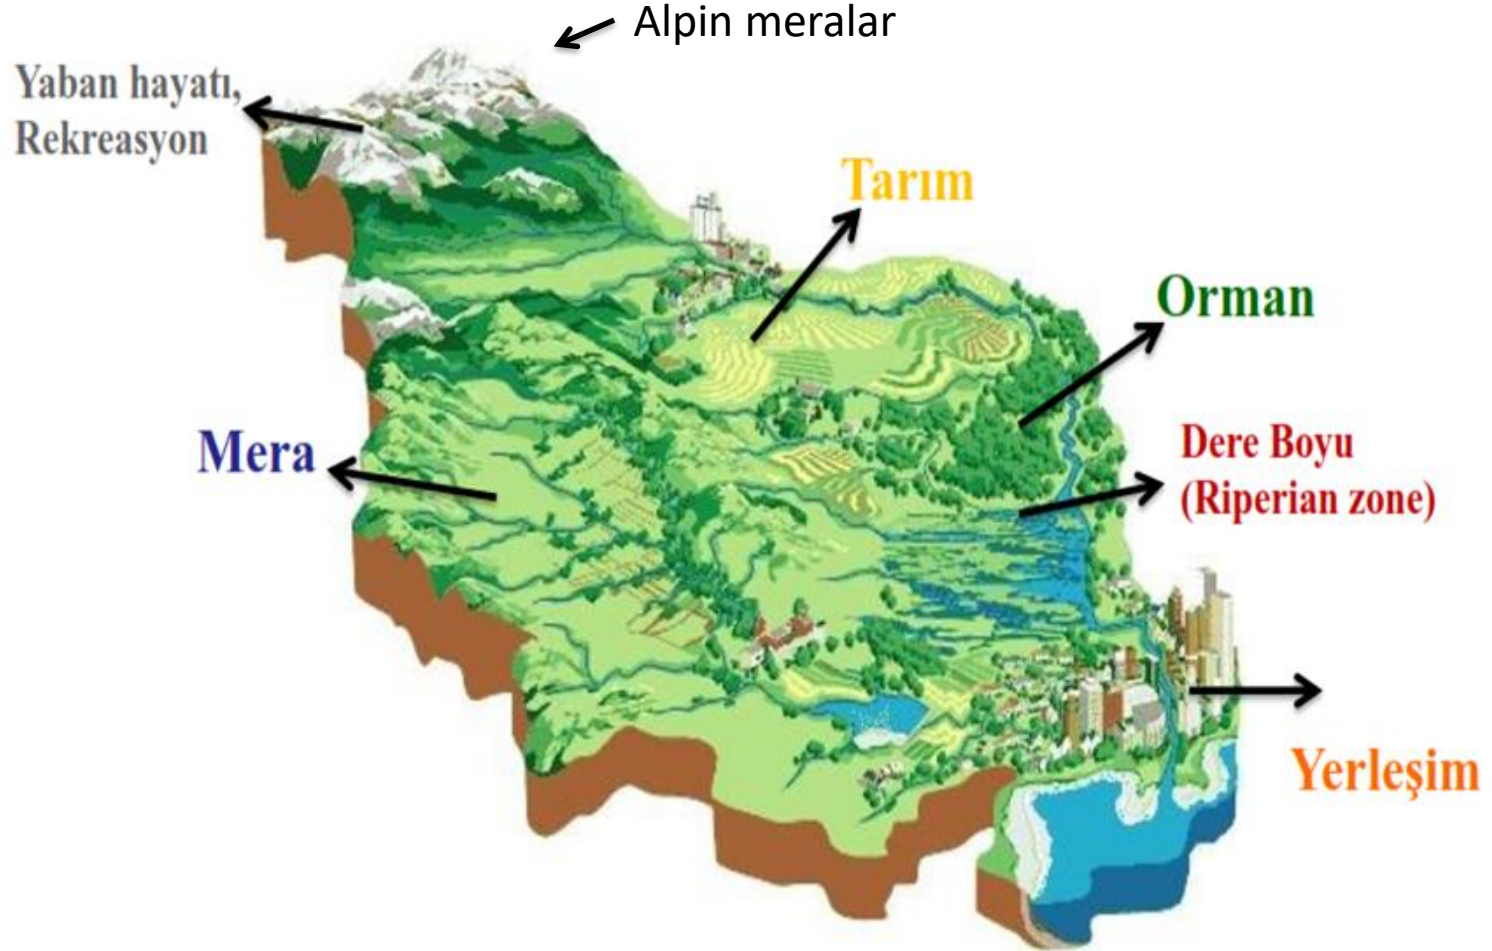 Alpin meralar
Yaban hayatı,
Rekreasyon
Tarım
Orman
Mera
Dere Boyu
(Riperian zone)
Yerleşim